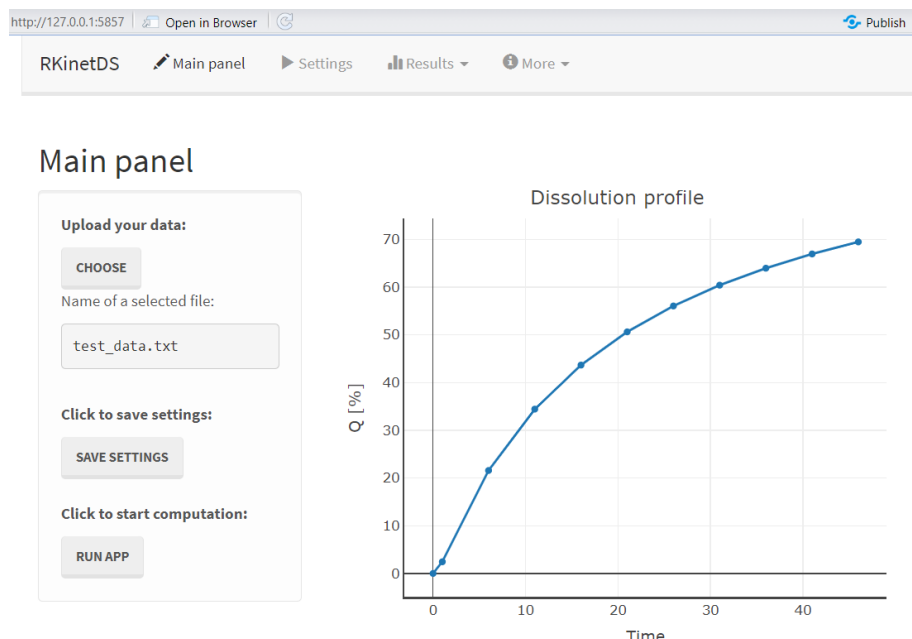 http://127.0.0.1:5857 Open in Browser Publish
RKinetDS Main panel Settings Results More
Main panel
Upload your data:
CHOOSE
Name of a selected file:
test_data.txt
Click to save settings:
SAVE SETTINGS
Click to start computation:
RUN APP
Dissolution profile
Q [%]
70
60
50
40
30
20
10
0
0 10 20 30 40
Time